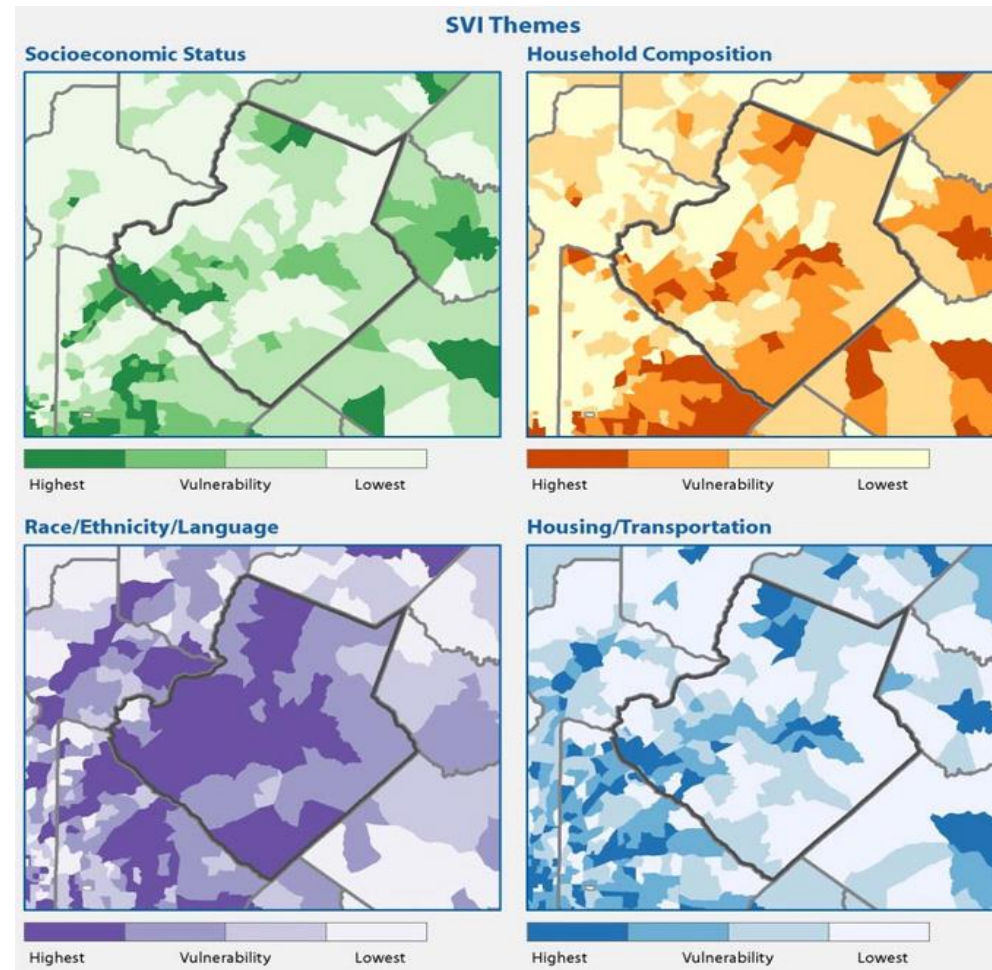 SVI Themes
Socioeconomic Status
Household Composition
Highest Vulnerability Lowest
Highest Vulnerability Lowest
Race/Ethnicity/Language
Housing/Transportation
Highest Vulnerability Lowest
Highest Vulnerability Lowest